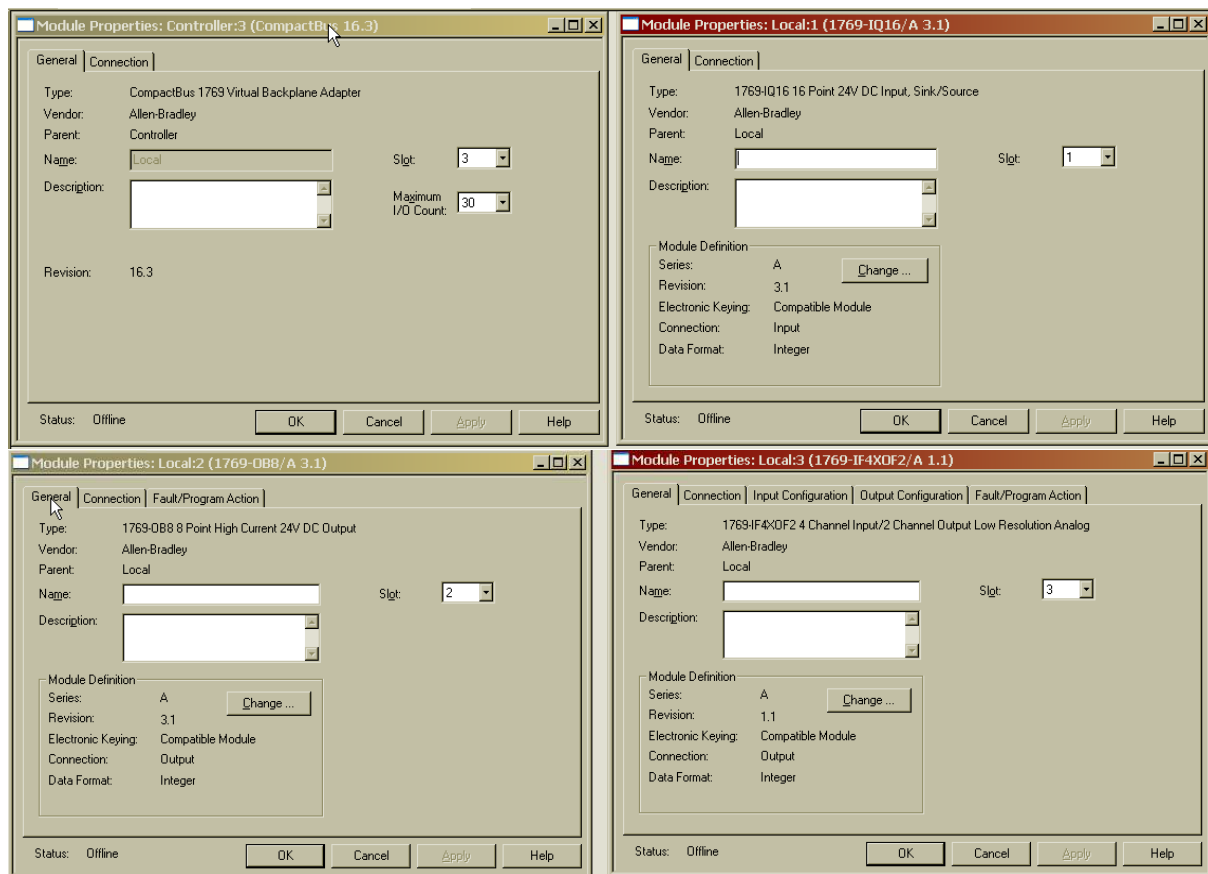 Module Properties: Controller:3 (CompactBus 16.3)
General Connection
Type: CompactBus 1769 Virtual Backplane Adapter
Vendor: Allen-Bradley
Parent: Controller
Name: Local Slot: 3
Description: Maximum I/O Count: 30
Revision: 16.3
Status: Offline OK Cancel Apply Help
Module Properties: Local:1 (1769-IQ16/A 3.1)
General Connection
Type: 1769-IQ16 16 Point 24V DC Input, Sink/Source
Vendor: Allen-Bradley
Parent: Local
Name: Slot: 1
Description:
Module Definition
Series: A Change ...
Revision: 3.1
Electronic Keying: Compatible Module
Connection: Input
Data Format: Integer
Status: Offline OK Cancel Apply Help
Module Properties: Local:2 (1769-OB8/A 3.1)
General Connection Fault/Program Action
Type: 1769-OB8 8 Point High Current 24V DC Output
Vendor: Allen-Bradley
Parent: Local
Name: Slot: 2
Description:
Module Definition
Series: A Change ...
Revision: 3.1
Electronic Keying: Compatible Module
Connection: Output
Data Format: Integer
Status: Offline OK Cancel Apply Help
Module Properties: Local:3 (1769-IF4XOF2/A 1.1)
General Connection Input Configuration Output Configuration Fault/Program Action
Type: 1769-IF4XOF2 4 Channel Input/2 Channel Output Low Resolution Analog
Vendor: Allen-Bradley
Parent: Local
Name: Slot: 3
Description:
Module Definition
Series: A Change ...
Revision: 1.1
Electronic Keying: Compatible Module
Connection: Output
Data Format: Integer
Status: Offline OK Cancel Apply Help